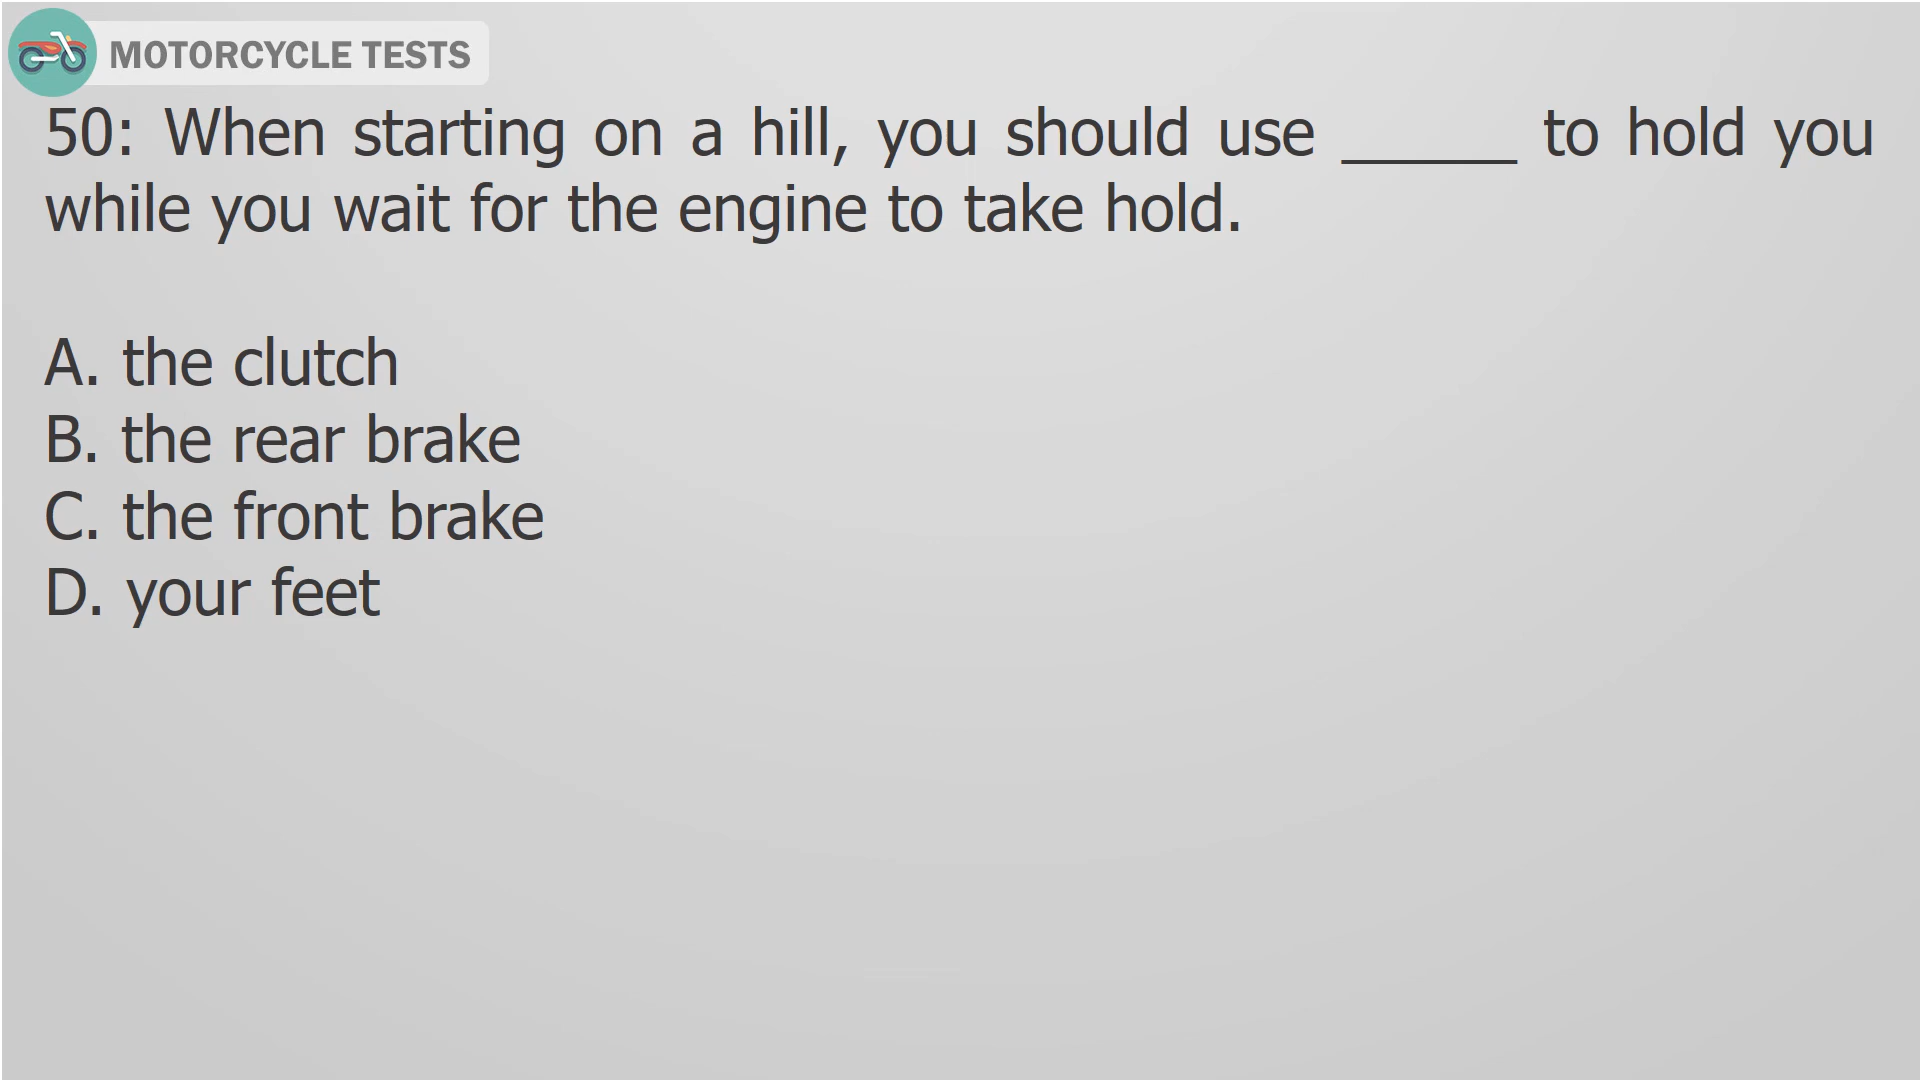 MOTORCYCLE TESTS
50: When starting on a hill, you should use ______ to hold you
while you wait for the engine to take hold.
A. the clutch
B. the rear brake
C. the front brake
D. your feet